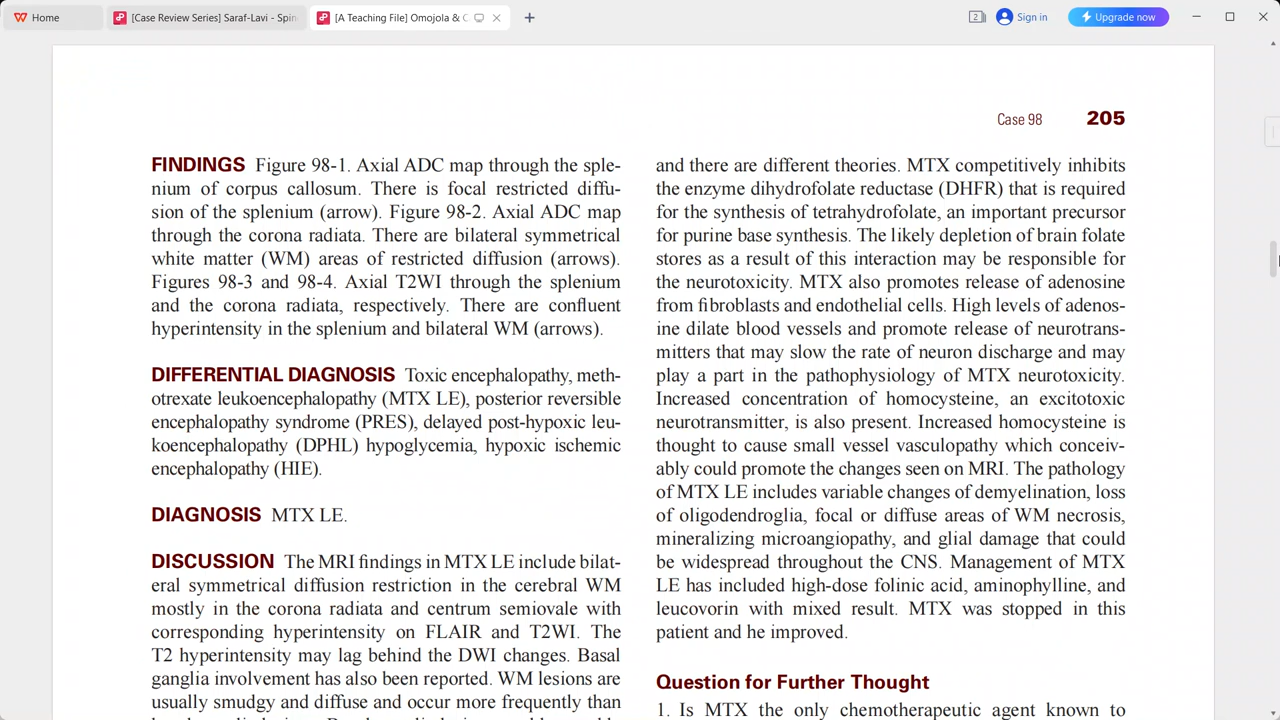 Home
[Case Review Series] Saraf-Lavi - Spin
[A Teaching File] Omojola & C
2
Sign in
Upgrade now
Case 98 205
FINDINGS Figure 98-1. Axial ADC map through the sple-
nium of corpus callosum. There is focal restricted diffu-
sion of the splenium (arrow). Figure 98-2. Axial ADC map
through the corona radiata. There are bilateral symmetrical
white matter (WM) areas of restricted diffusion (arrows).
Figures 98-3 and 98-4. Axial T2WI through the splenium
and the corona radiata, respectively. There are confluent
hyperintensity in the splenium and bilateral WM (arrows).
DIFFERENTIAL DIAGNOSIS Toxic encephalopathy, meth-
otrexate leukoencephalopathy (MTX LE), posterior reversible
encephalopathy syndrome (PRES), delayed post-hypoxic leu-
koencephalopathy (DPHL) hypoglycemia, hypoxic ischemic
encephalopathy (HIE).
DIAGNOSIS MTX LE.
DISCUSSION The MRI findings in MTX LE include bilat-
eral symmetrical diffusion restriction in the cerebral WM
mostly in the corona radiata and centrum semiovale with
corresponding hyperintensity on FLAIR and T2WI. The
T2 hyperintensity may lag behind the DWI changes. Basal
ganglia involvement has also been reported. WM lesions are
usually smudgy and diffuse and occur more frequently than
and there are different theories. MTX competitively inhibits
the enzyme dihydrofolate reductase (DHFR) that is required
for the synthesis of tetrahydrofolate, an important precursor
for purine base synthesis. The likely depletion of brain folate
stores as a result of this interaction may be responsible for
the neurotoxicity. MTX also promotes release of adenosine
from fibroblasts and endothelial cells. High levels of adenos-
ine dilate blood vessels and promote release of neurotrans-
mitters that may slow the rate of neuron discharge and may
play a part in the pathophysiology of MTX neurotoxicity.
Increased concentration of homocysteine, an excitotoxic
neurotransmitter, is also present. Increased homocysteine is
thought to cause small vessel vasculopathy which conceiv-
ably could promote the changes seen on MRI. The pathology
of MTX LE includes variable changes of demyelination, loss
of oligodendroglia, focal or diffuse areas of WM necrosis,
mineralizing microangiopathy, and glial damage that could
be widespread throughout the CNS. Management of MTX
LE has included high-dose folinic acid, aminophylline, and
leucovorin with mixed result. MTX was stopped in this
patient and he improved.
Question for Further Thought
1. Is MTX the only chemotherapeutic agent known to